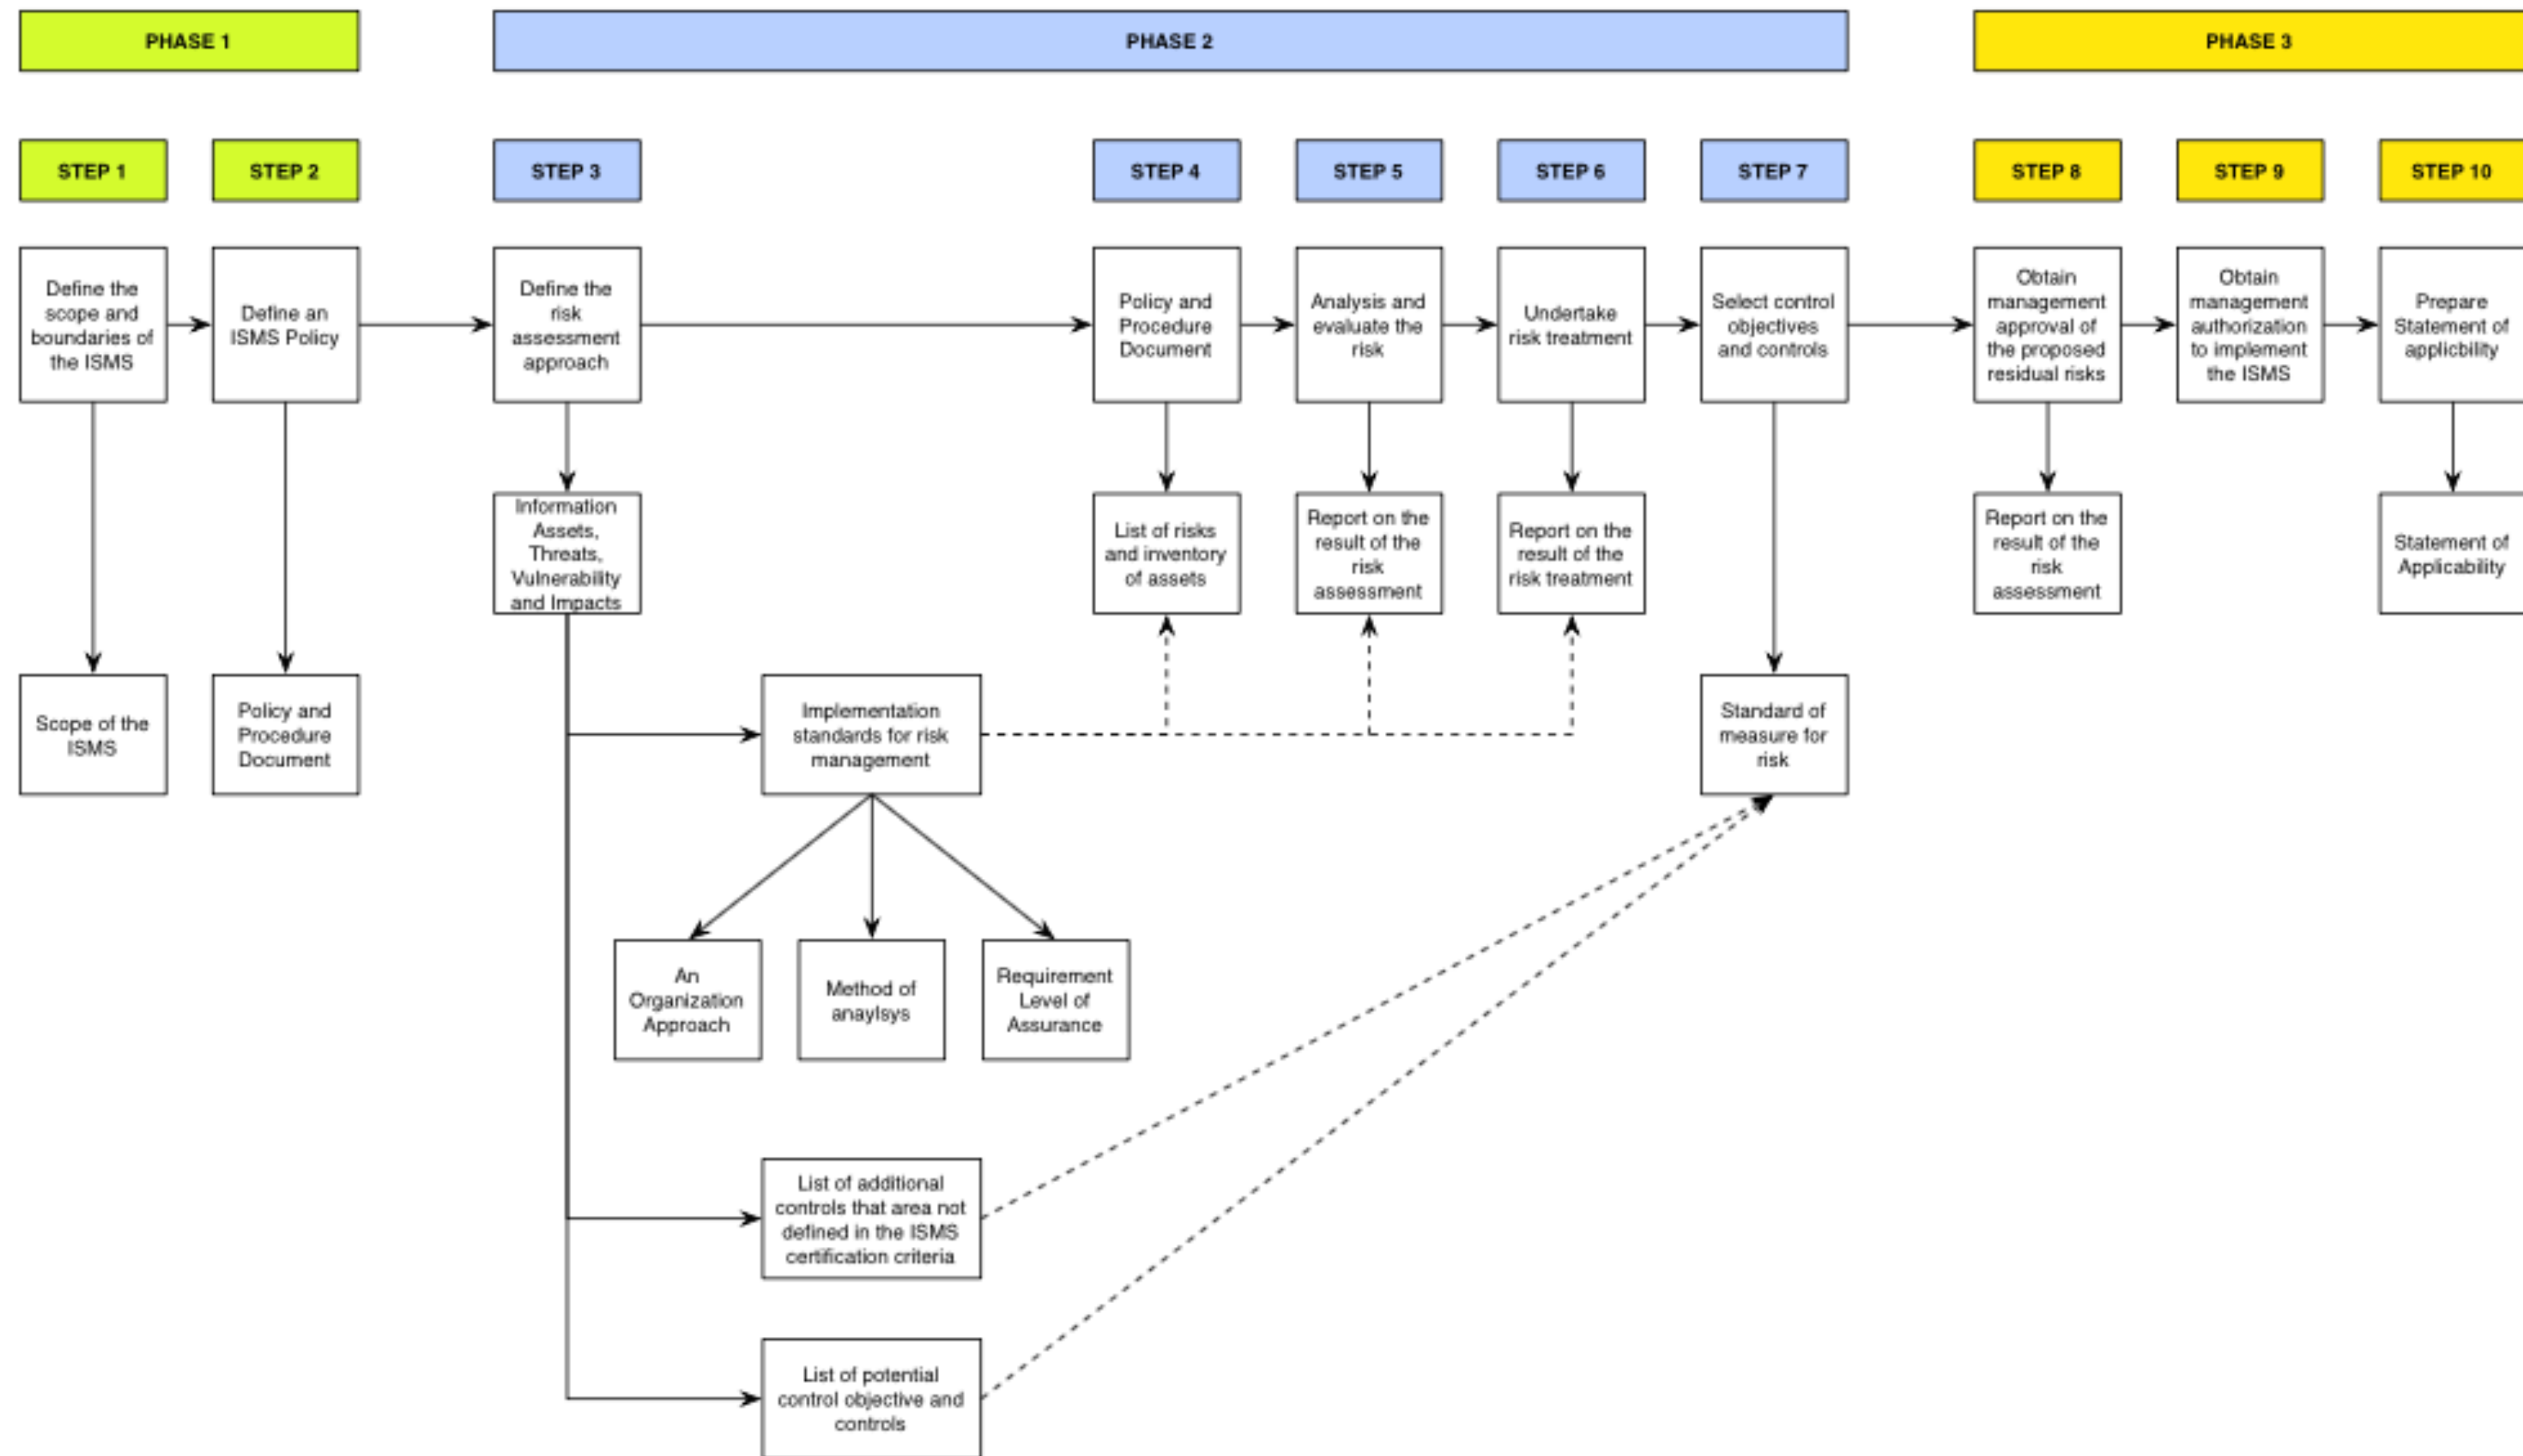 PHASE 1
PHASE 2
PHASE 3
STEP 1
STEP 2
STEP 3
STEP 4
STEP 5
STEP 6
STEP 7
STEP 8
STEP 9
STEP 10
Define the
scope and
boundaries of
the ISMS
Define an
ISMS Policy
Define the
risk
assessment
approach
Policy and
Procedure
Document
Analysis and
evaluate the
risk
Undertake
risk treatment
Select control
objectives
and controls
Obtain
management
approval of
the proposed
residual risks
Obtain
management
authorization
to implement
the ISMS
Prepare
Statement of
applicbility
Information
Assets,
Threats,
Vulnerability
and Impacts
List of risks
and inventory
of assets
Report on the
result of the
risk
assessment
Report on the
result of the
risk treatment
Report on the
result of the
risk
assessment
Statement of
Applicability
Scope of the
ISMS
Policy and
Procedure
Document
Implementation
standards for risk
management
Standard of
measure for
risk
An
Organization
Approach
Method of
anaylsys
Requirement
Level of
Assurance
List of additional
controls that area not
defined in the ISMS
certification criteria
List of potential
control objective and
controls